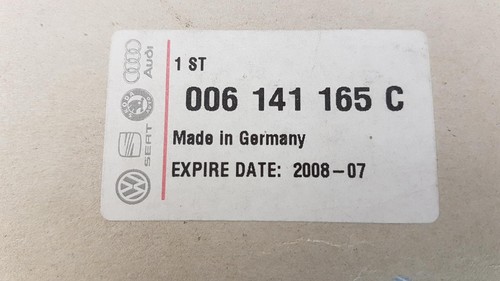 1 ST
006 141 165 C
Made in Germany
EXPIRE DATE: 2008-07
Audi
SEAT